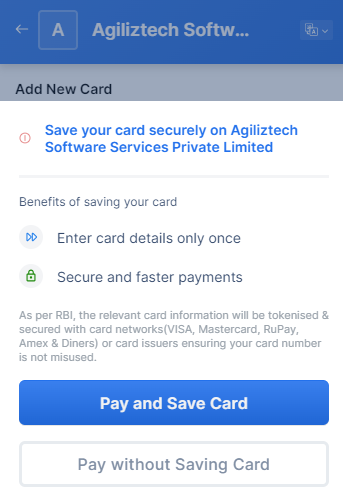 A
Agiliztech Softw...
Add New Card
Save your card securely on Agiliztech
Software Services Private Limited
Benefits of saving your card
Enter card details only once
Secure and faster payments
As per RBI, the relevant card information will be tokenised &
secured with card networks(VISA, Mastercard, RuPay,
Amex & Diners) or card issuers ensuring your card number
is not misused.
Pay and Save Card
Pay without Saving Card